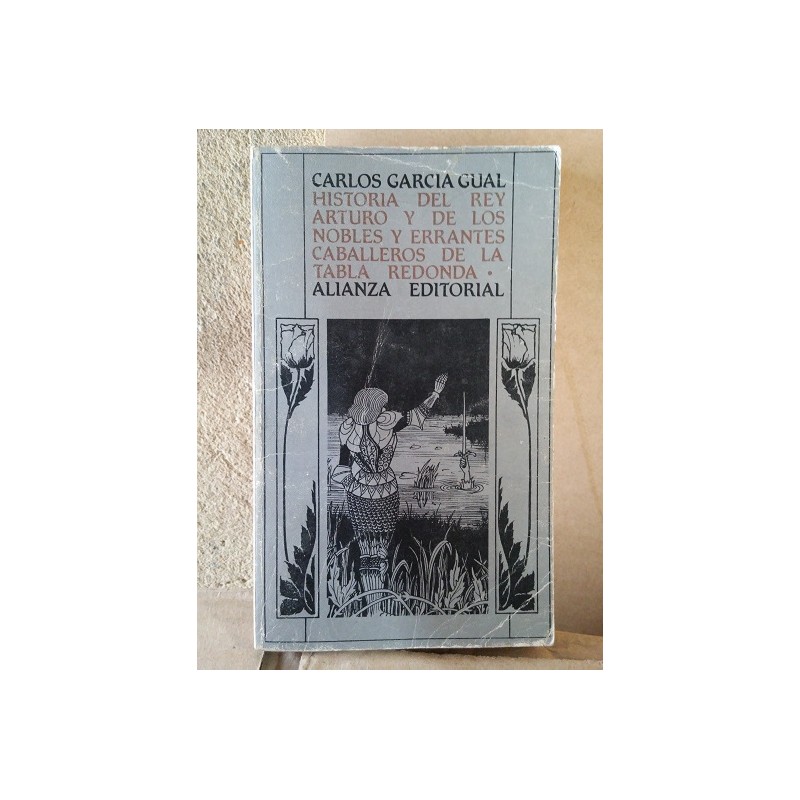 CARLOS GARCIA GUAL
HISTORIA DEL REY
ARTURO Y DE LOS
NOBLES Y ERRANTES
CABALLEROS DE LA
TABLA REDONDA •
ALIANZA EDITORIAL